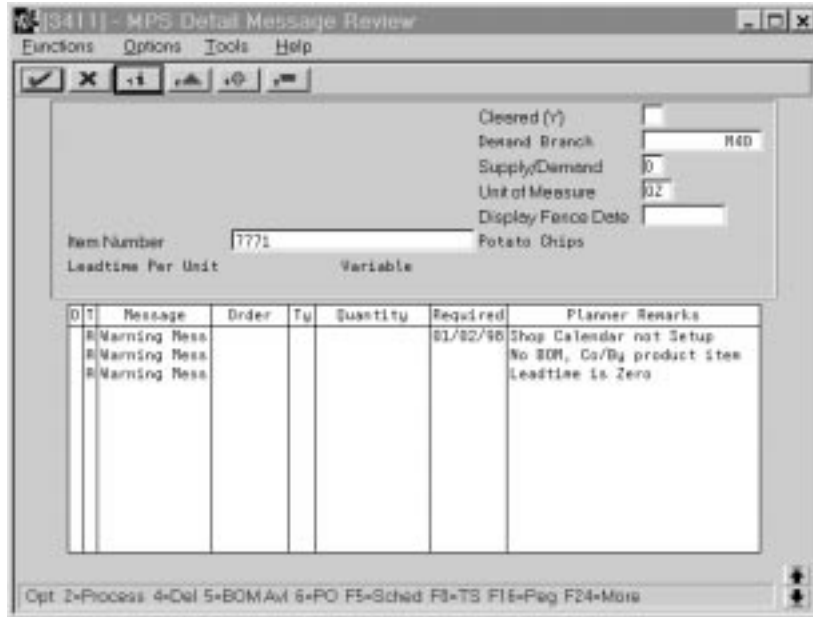 [3411] - MPS Detail Message Review
Functions Options Tools Help
Cleared (Y)
Demand Branch M40
Supply/Demand 0
Unit of Measure OZ
Display Fence Date
Item Number 7771 Potato Chips
Leadtime Per Unit Variable
O T Message Order Ty Quantity Required Planner Remarks
R Warning Mess 01/02/98 Shop Calendar not Setup
R Warning Mess No BOM, Co/By product item
R Warning Mess Leadtime is Zero
Opt 2=Process 4=Del 5=BOM Avl 6=PO F5=Sched F8=TS F16=Peg F24=More